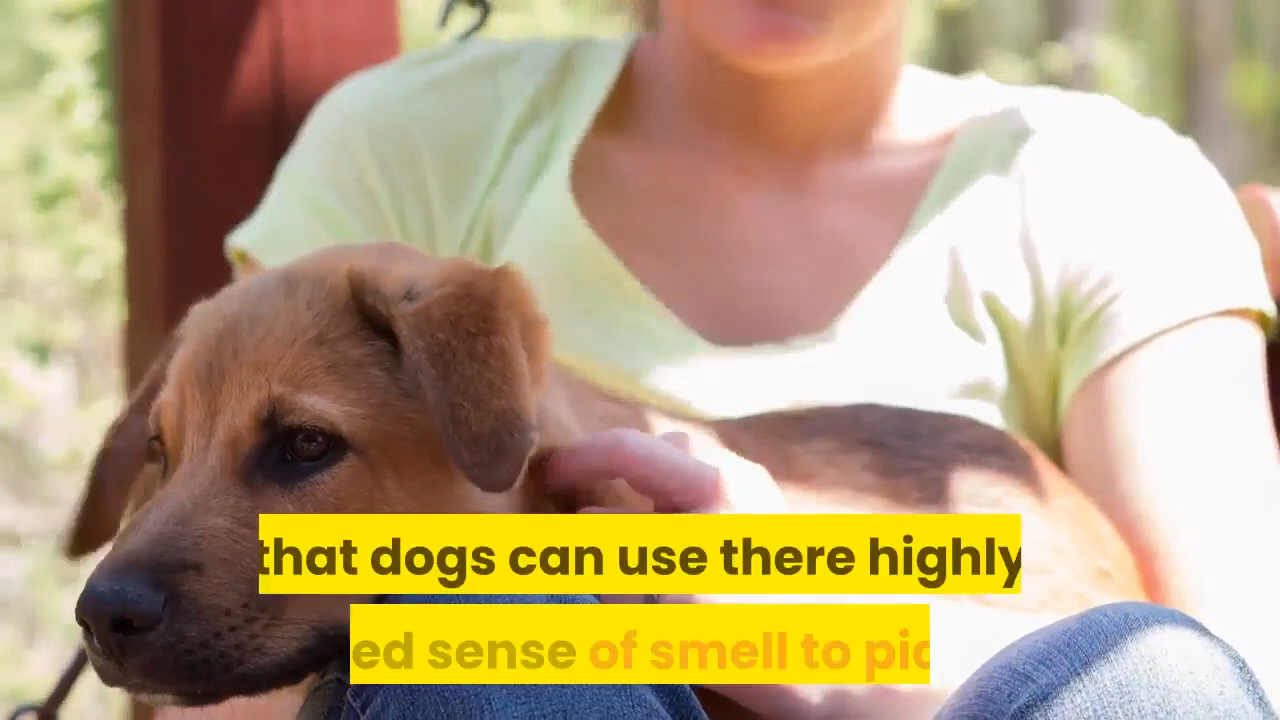 that dogs can use there highly
ed sense of smell to pic